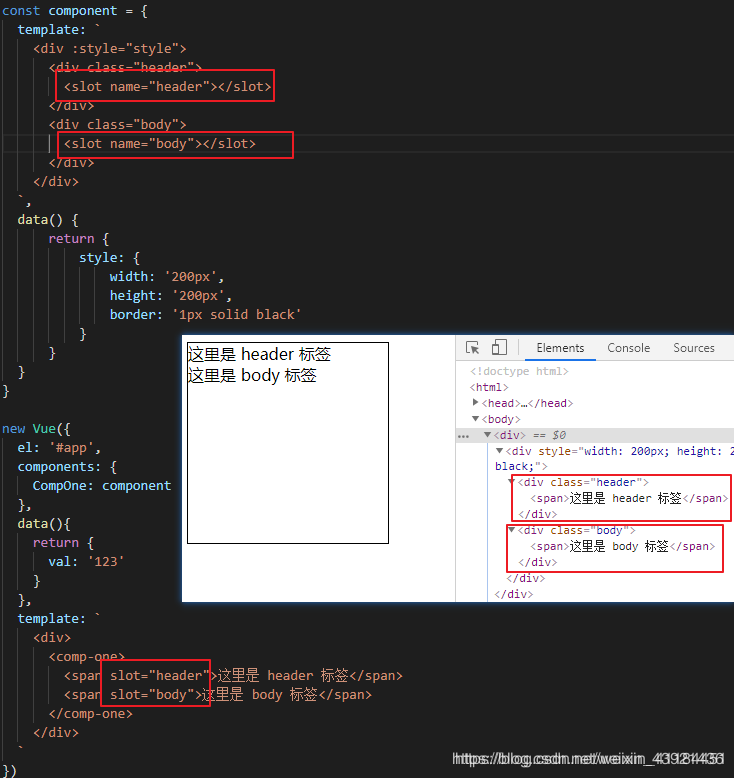 const component = {
template: `
<div :style="style">
<div class="header">
<slot name="header"></slot>
</div>
<div class="body">
<slot name="body"></slot>
</div>
</div>
`,
data() {
return {
style: {
width: '200px',
height: '200px',
border: '1px solid black'
}
}
}
}
new Vue({
el: '#app',
components: {
CompOne: component
},
data(){
return {
val: '123'
}
},
template: `
<div>
<comp-one>
<span slot="header">这里是 header 标签</span>
<span slot="body">这里是 body 标签</span>
</comp-one>
</div>
`
})
这里是 header 标签
这里是 body 标签
Elements Console Sources
<!doctype html>
<html>
<head>…</head>
<body>
<div> == $0
<div style="width: 200px; height: 2
black;">
<div class="header">
<span>这里是 header 标签</span>
</div>
<div class="body">
<span>这里是 body 标签</span>
</div>
</div>
</div>